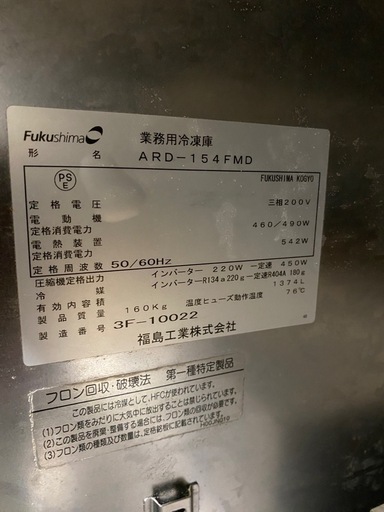 Fukushima
業務用冷凍庫
形 名 ARD-154FMD
PS E
FUKUSHIMA KOGYO
定格電圧 三相200V
電動機
定格消費電力 460/490W
電熱装置
定格消費電力 542W
定格周波数 50/60Hz
圧縮機定格出力 インバーター 220W 一定速 450W
冷媒 インバーターR134a220g 一定速R404A 180g
有効内容積 1374L
製品質量 160Kg 温度ヒューズ動作温度 76℃
製造番号 3F-10022
福島工業株式会社
フロン回収・破壊法 第一種特定製品
この製品には冷媒として、HFCが使われています。
(1)フロン類をみだりに大気中に放出することは禁じられています。
(2)この製品を廃棄・整備する場合には、フロン類の回収が必要です。
(3)フロン類の種類及び数量は、定格銘板に記載されています。